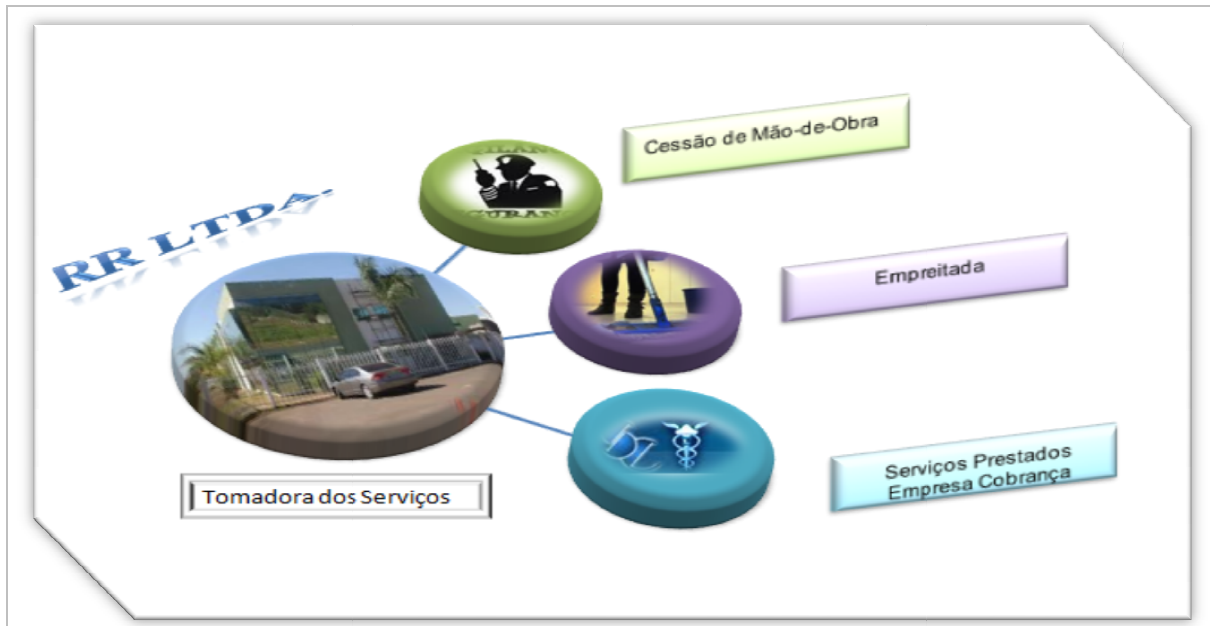 RR LTDA.
Cessão de Mão-de-Obra
Empreitada
Serviços Prestados
Empresa Cobrança
Tomadora dos Serviços